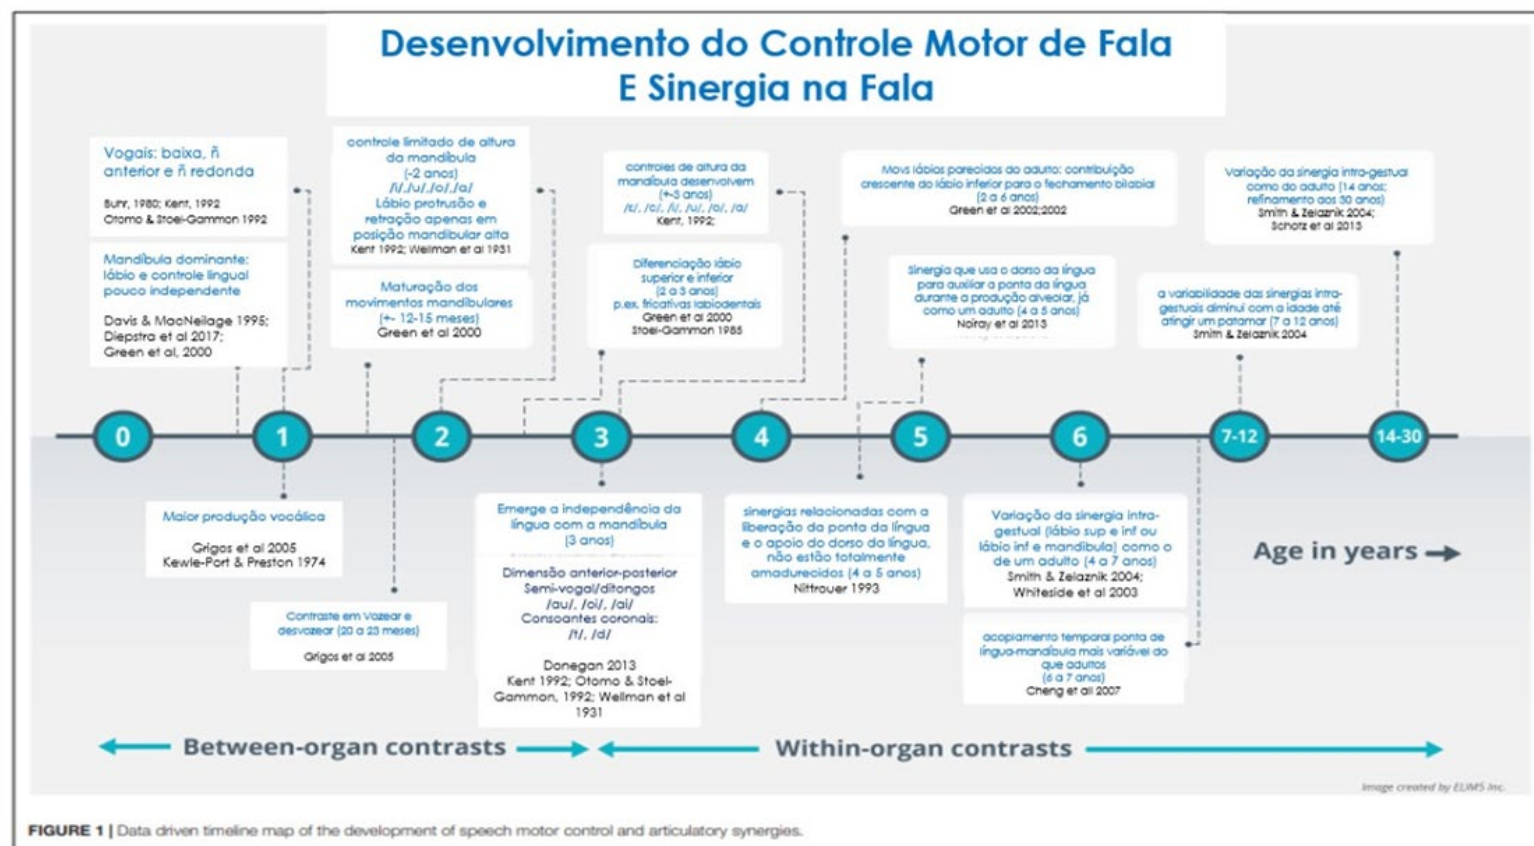 Desenvolvimento do Controle Motor de Fala
E Sinergia na Fala
Vogais: baixa, ñ
anterior e ñ redonda
Buhr, 1980; Kent, 1992
Otomo & Stoel-Gammon 1992
Mandíbula dominante:
lábio e controle lingual
pouco independente
Davis & MacNeilage 1995;
Diepstra et al 2017;
Green et al, 2000
controle limitado de altura
da mandíbula
(-2 anos)
/i/,/u/,/o/,/a/
Lábio protrusão e
retração apenas em
posição mandibular alta
Kent 1992; Wellman et al 1931
Maturação dos
movimentos mandibulares
(+- 12-15 meses)
Green et al 2000
controles de altura da
mandíbula desenvolvem
(+-3 anos)
Kent, 1992;
Diferenciação lábio
superior e inferior
(2 a 3 anos)
p.ex. fricativas labiodentais
Green et al 2000
Stoel-Gammon 1985
Movs lábios parecidos do adulto: contribuição
crescente do lábio inferior para o fechamento bilabial
(2 a 6 anos)
Green et al 2002;2002
Sinergia que usa o dorso da língua
para auxiliar a ponta da língua
durante a produção alveolar, já
como um adulto (4 a 5 anos)
Noiray et al 2013
Variação da sinergia intra-gestual
como do adulto (14 anos;
refinamento aos 30 anos)
Smith & Zelaznik 2004;
Schotz et al 2013
a variabilidade das sinergias intra-
gestuais diminui com a idade até
atingir um patamar (7 a 12 anos)
Smith & Zelaznik 2004
0 1 2 3 4 5 6 7-12 14-30
Maior produção vocálica
Grigos et al 2005
Kewle-Port & Preston 1974
Contraste em Vozear e
desvozear (20 a 23 meses)
Grigos et al 2005
Emerge a independência da
língua com a mandíbula
(3 anos)
Dimensão anterior-posterior
Semi-vogal/ditongos
/au/, /oi/, /ai/
Consoantes coronais:
/t/, /d/
Donegan 2013
Kent 1992; Otomo & Stoel-
Gammon, 1992; Wellman et al
1931
sinergias relacionadas com a
liberação da ponta da língua
e o apoio do dorso da língua,
não estão totalmente
amadurecidos (4 a 5 anos)
Nittrouer 1993
Variação da sinergia intra-
gestual (lábio sup e inf ou
lábio inf e mandíbula) como o
de um adulto (4 a 7 anos)
Smith & Zelaznik 2004;
Whiteside et al 2003
acoplamento temporal ponta de
língua-mandíbula mais variável do
que adultos
(6 a 7 anos)
Cheng et all 2007
Age in years
Between-organ contrasts
Within-organ contrasts
Image created by ELIMS Inc.
FIGURE 1 | Data driven timeline map of the development of speech motor control and articulatory synergies.